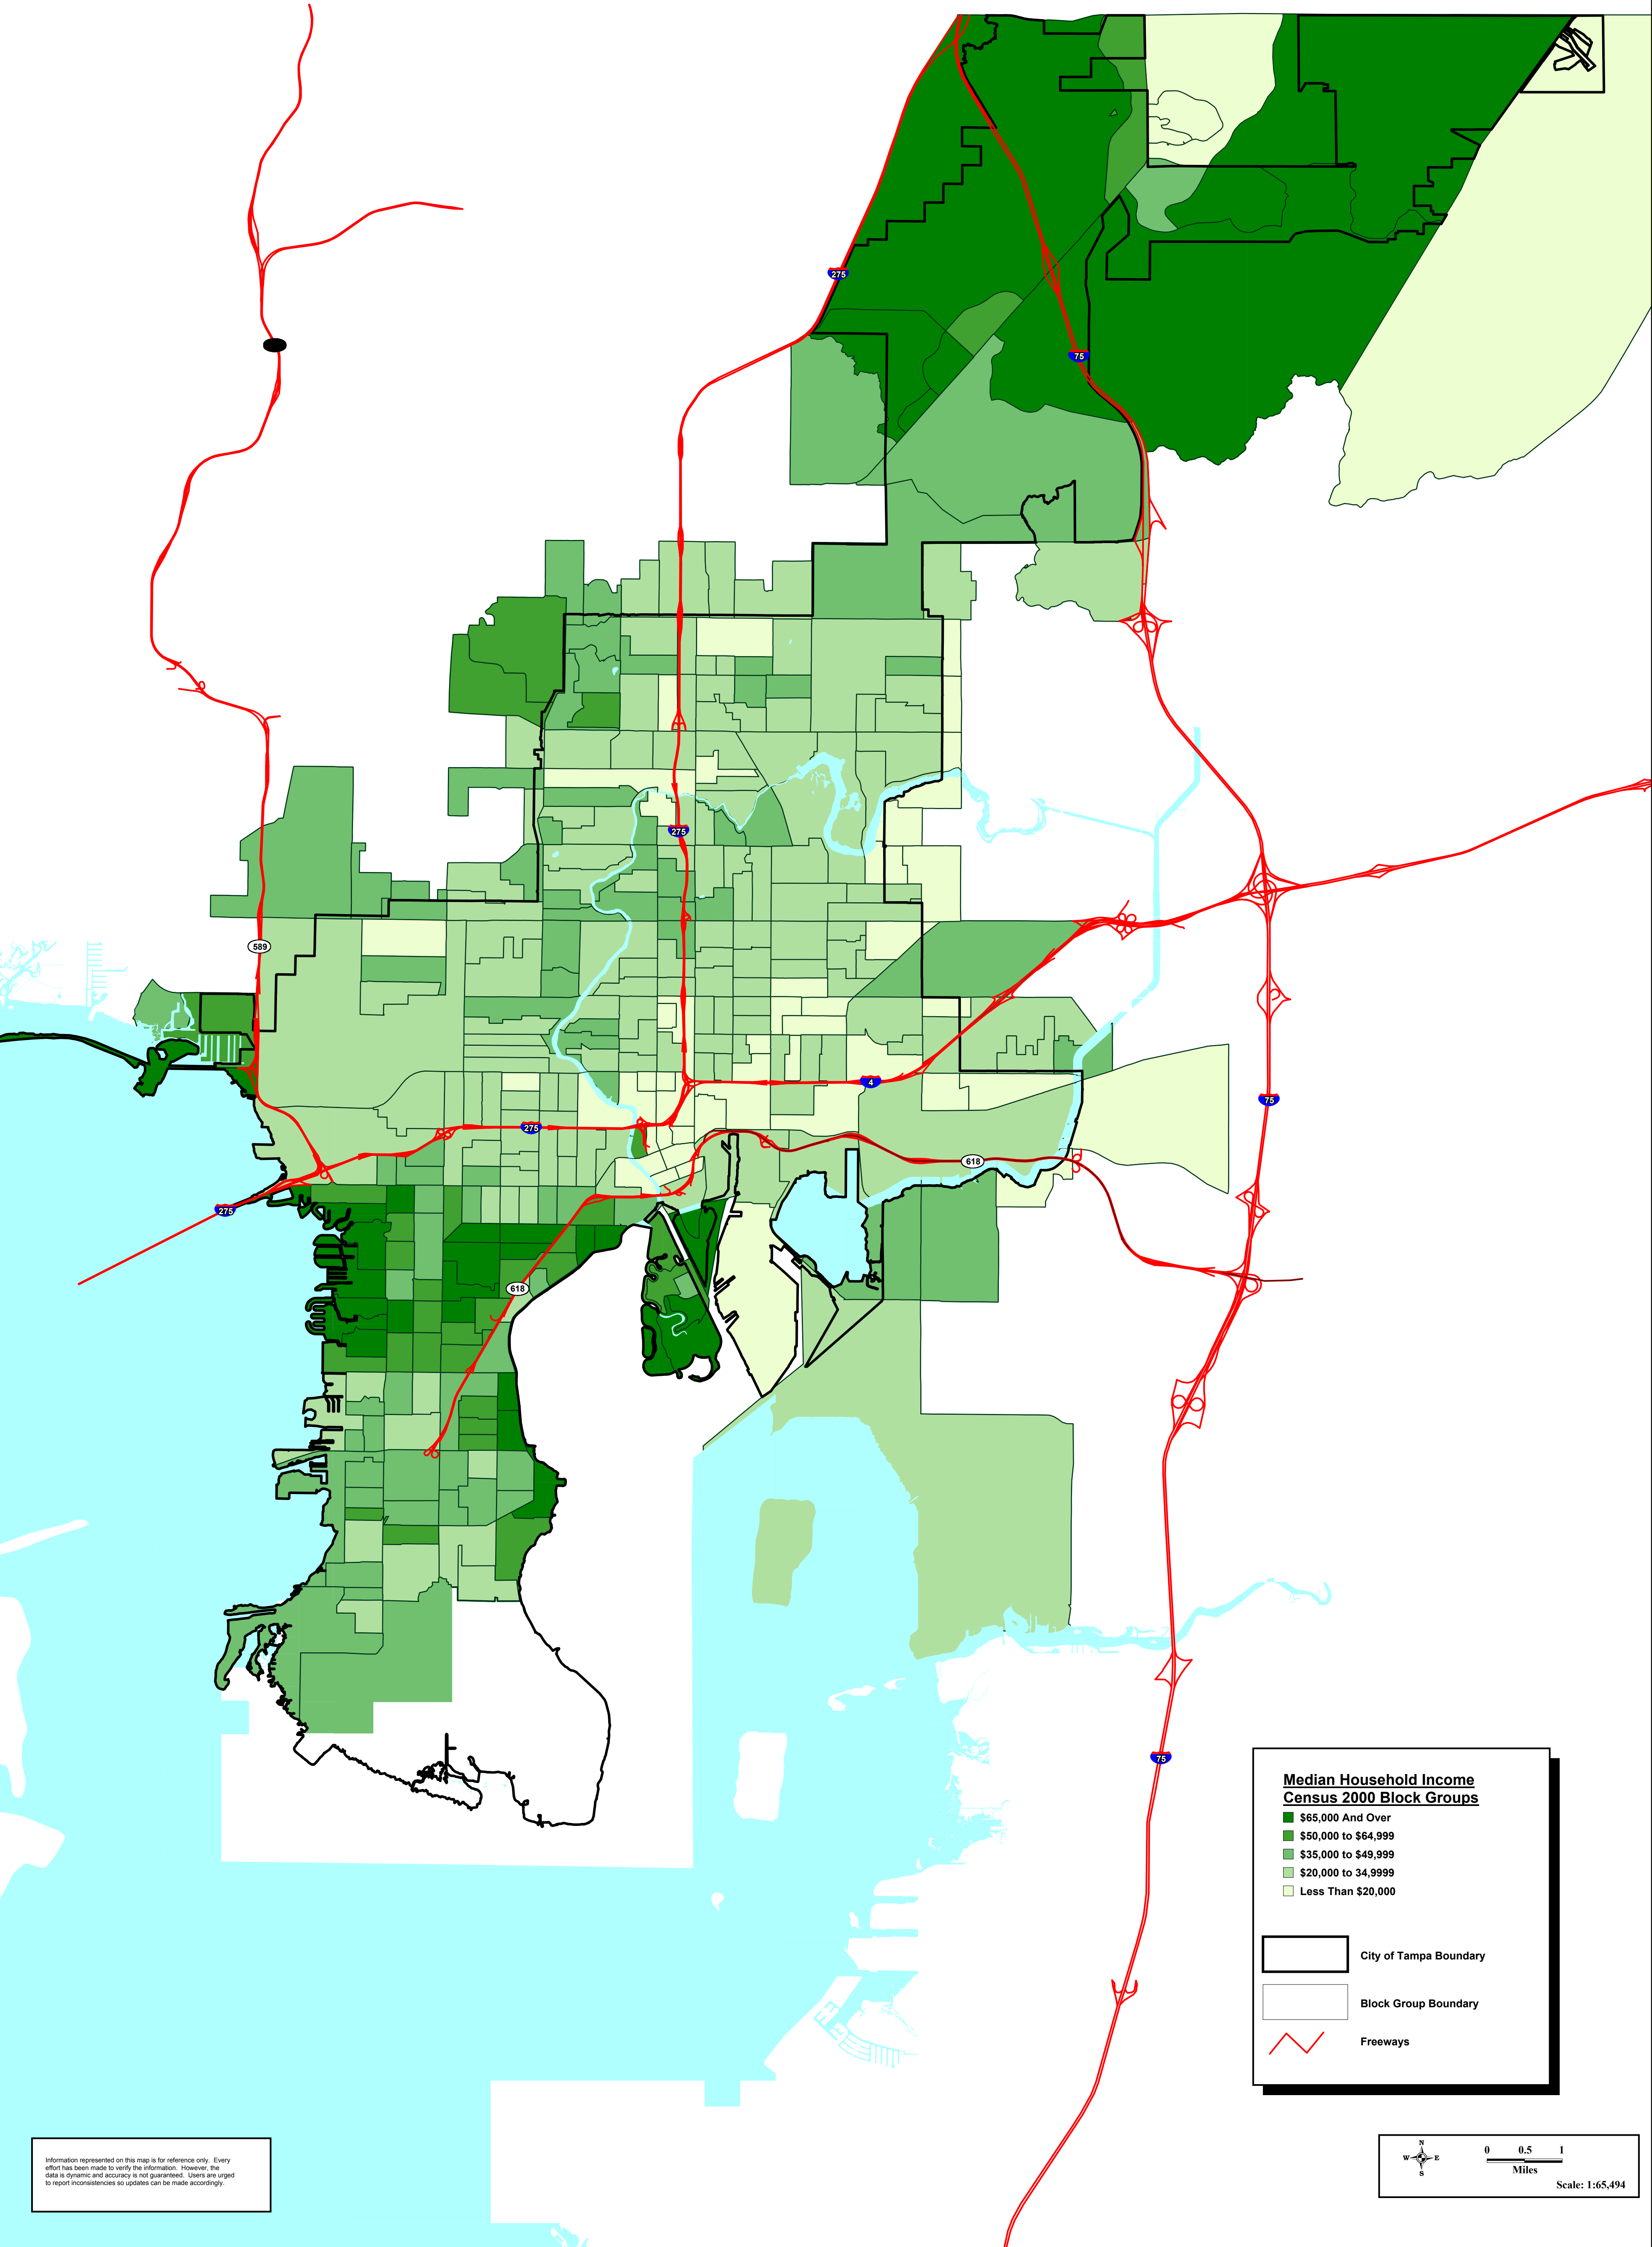 275
75
275
589
4
275
75
618
275
618
75
Median Household Income
Census 2000 Block Groups
$65,000 And Over
$50,000 to $64,999
$35,000 to $49,999
$20,000 to 34,9999
Less Than $20,000
City of Tampa Boundary
Block Group Boundary
Freeways
Information represented on this map is for reference only. Every
effort has been made to verify the information. However, the
data is dynamic and accuracy is not guaranteed. Users are urged
to report inconsistencies so updates can be made accordingly.
N
W E
S
0 0.5 1
Miles
Scale: 1:65,494